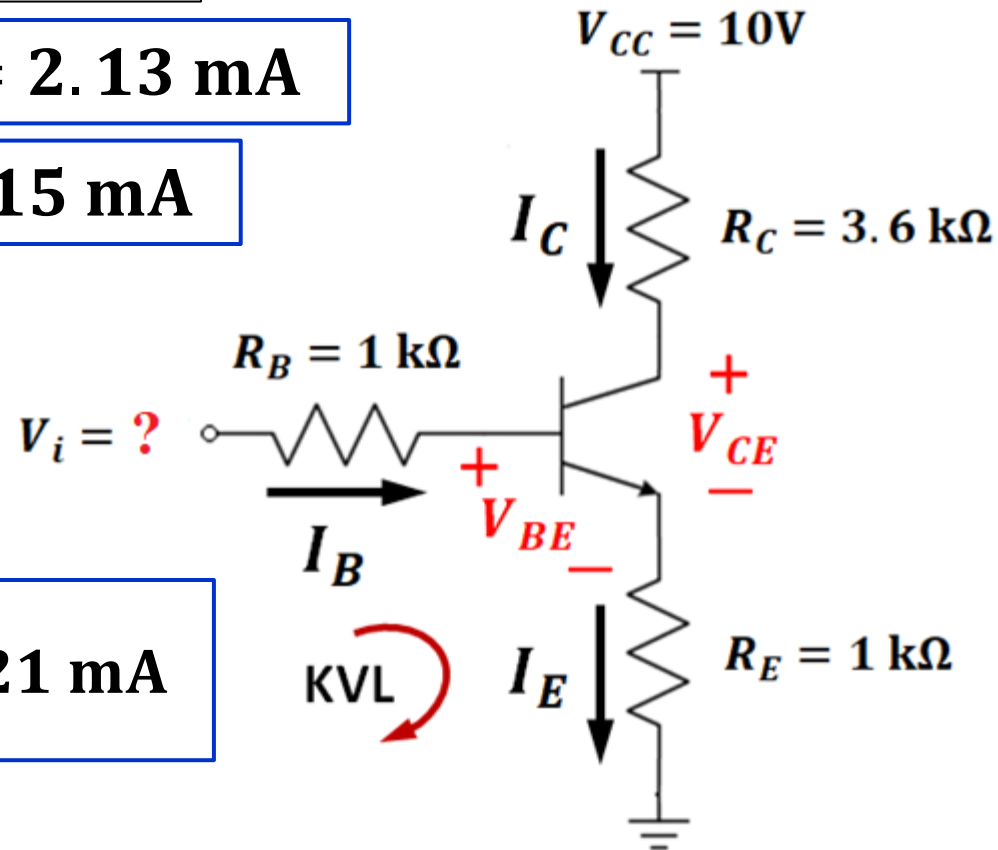 V_CC = 10V
= 2.13 mA
15 mA
I_C
R_C = 3.6 kΩ
R_B = 1 kΩ
+
V_i = ?
V_CE
+
−
V_BE
I_B
−
21 mA
KVL
I_E
R_E = 1 kΩ